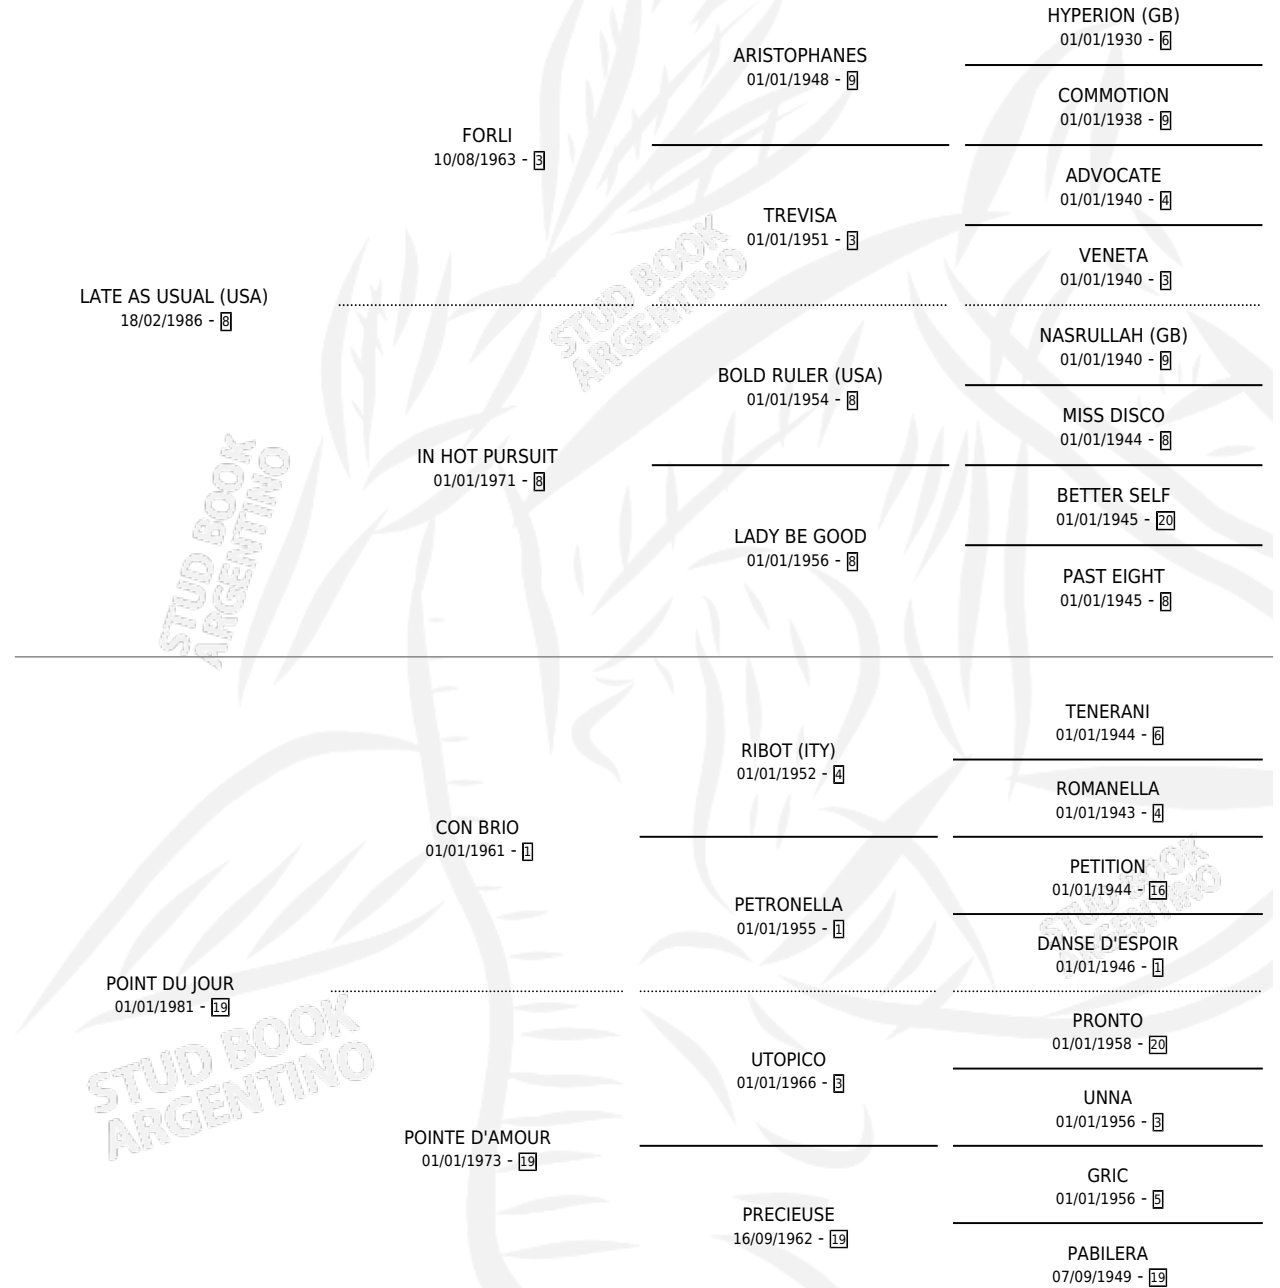 HYPERION (GB)
01/01/1930 - 6
ARISTOPHANES
01/01/1948 - 9
COMMOTION
01/01/1938 - 9
FORLI
10/08/1963 - 3
ADVOCATE
01/01/1940 - 4
TREVISA
01/01/1951 - 3
VENETA
01/01/1940 - 3
LATE AS USUAL (USA)
18/02/1986 - 8
NASRULLAH (GB)
01/01/1940 - 9
BOLD RULER (USA)
01/01/1954 - 8
MISS DISCO
01/01/1944 - 8
IN HOT PURSUIT
01/01/1971 - 8
BETTER SELF
01/01/1945 - 20
LADY BE GOOD
01/01/1956 - 8
PAST EIGHT
01/01/1945 - 8
TENERANI
01/01/1944 - 6
RIBOT (ITY)
01/01/1952 - 4
ROMANELLA
01/01/1943 - 4
CON BRIO
01/01/1961 - 1
PETITION
01/01/1944 - 16
PETRONELLA
01/01/1955 - 1
DANSE D'ESPOIR
01/01/1946 - 1
POINT DU JOUR
01/01/1981 - 19
PRONTO
01/01/1958 - 20
UTOPICO
01/01/1966 - 3
UNNA
01/01/1956 - 3
POINTE D'AMOUR
01/01/1973 - 19
GRIC
01/01/1956 - 5
PRECIEUSE
16/09/1962 - 19
PABILERA
07/09/1949 - 19
STUD BOOK
ARGENTINO
STUD BOOK
ARGENTINO
STUD BOOK
ARGENTINO
STUD BOOK
ARGENTINO